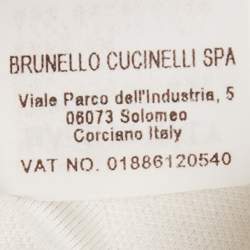 BRUNELLO CUCINELLI SPA
Viale Parco dell'Industria, 5
06073 Solomeo
Corciano Italy
VAT NO. 01886120540